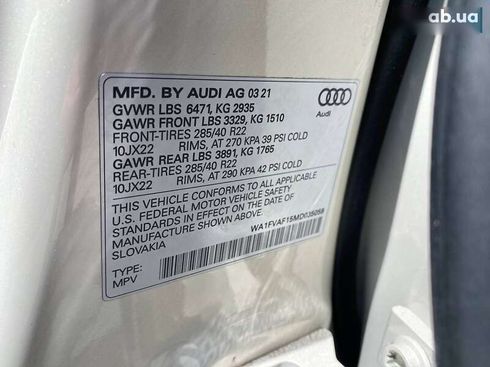 ab.ua
MFD. BY AUDI AG 03 21
GVWR LBS 6471, KG 2935
GAWR FRONT LBS 3329, KG 1510
FRONT-TIRES 285/40 R22
10JX22 RIMS, AT 270 KPA 39 PSI COLD
GAWR REAR LBS 3891, KG 1765
REAR-TIRES 285/40 R22
10JX22 RIMS, AT 290 KPA 42 PSI COLD
THIS VEHICLE CONFORMS TO ALL APPLICABLE
U.S. FEDERAL MOTOR VEHICLE SAFETY STANDARDS
IN EFFECT ON THE DATE OF MANUFACTURE SHOWN ABOVE.
SLOVAKIA
Audi
WA1FVAF15MD035058
TYPE:
MPV